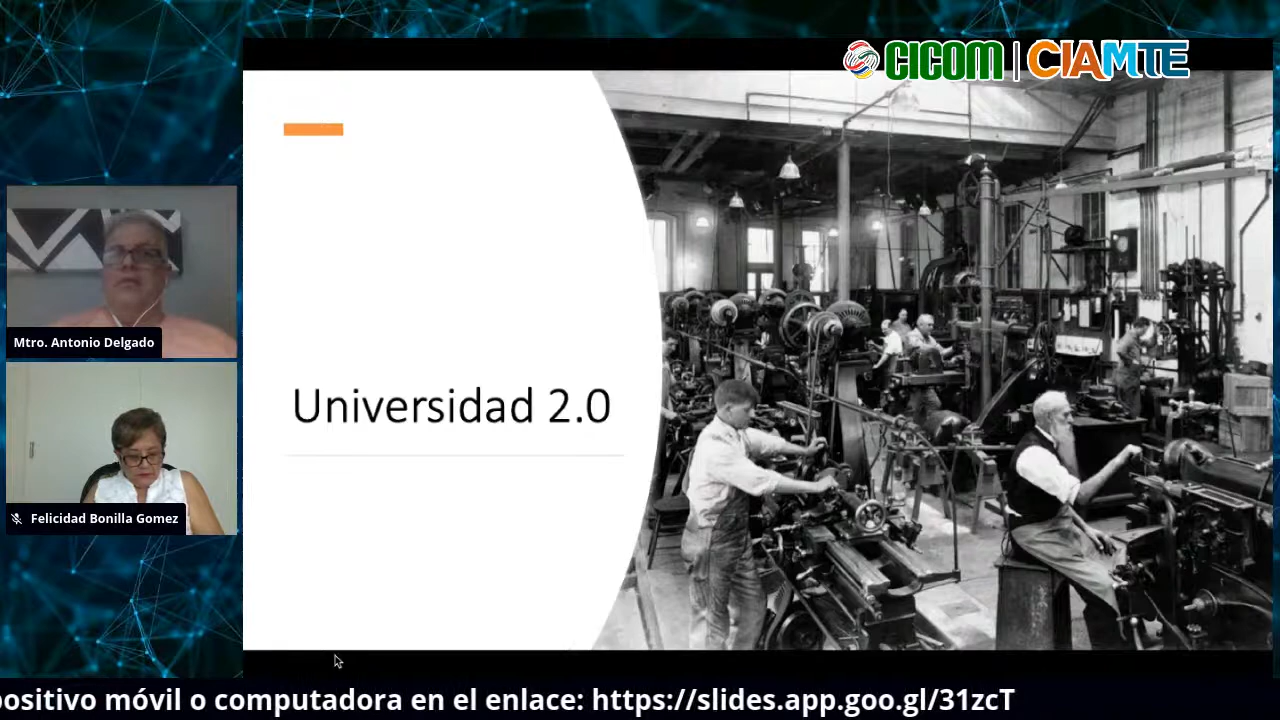 CICOM | CIAMTE
Universidad 2.0
Mtro. Antonio Delgado
Felicidad Bonilla Gomez
positivo móvil o computadora en el enlace: https://slides.app.goo.gl/31zcT